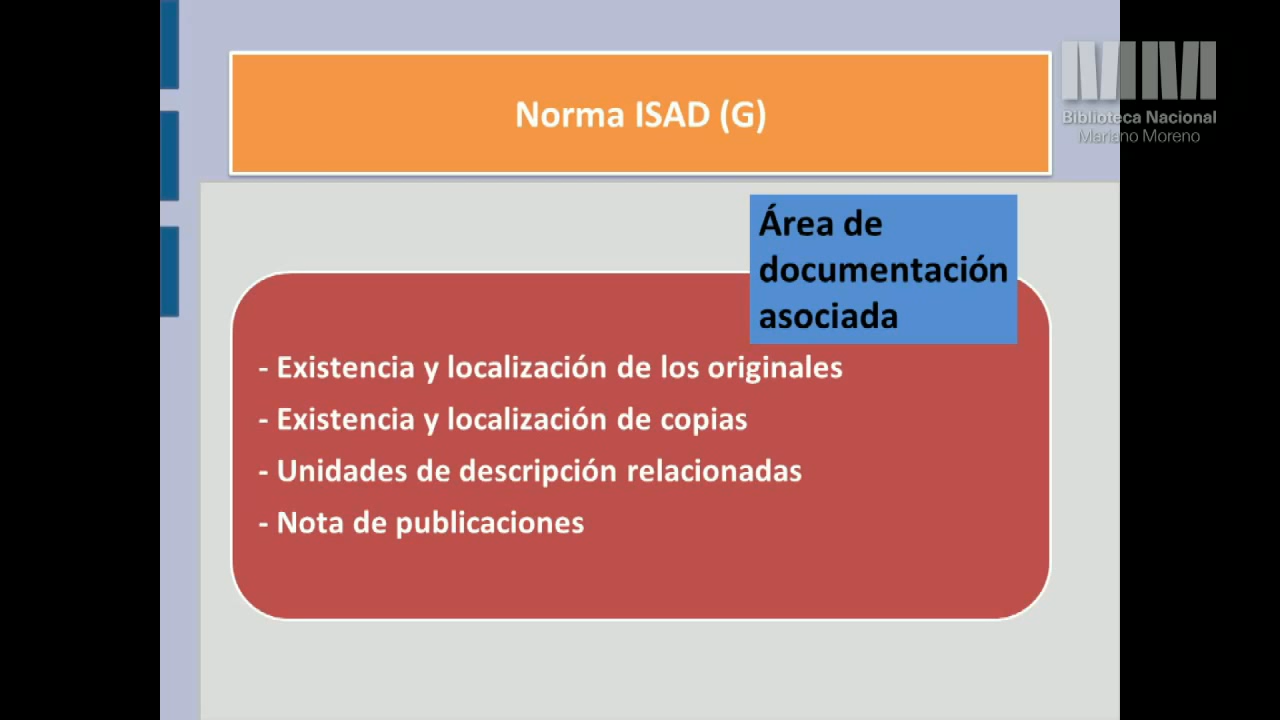 Norma ISAD (G)
Biblioteca Nacional
Mariano Moreno
Área de
documentación
asociada
- Existencia y localización de los originales
- Existencia y localización de copias
- Unidades de descripción relacionadas
- Nota de publicaciones